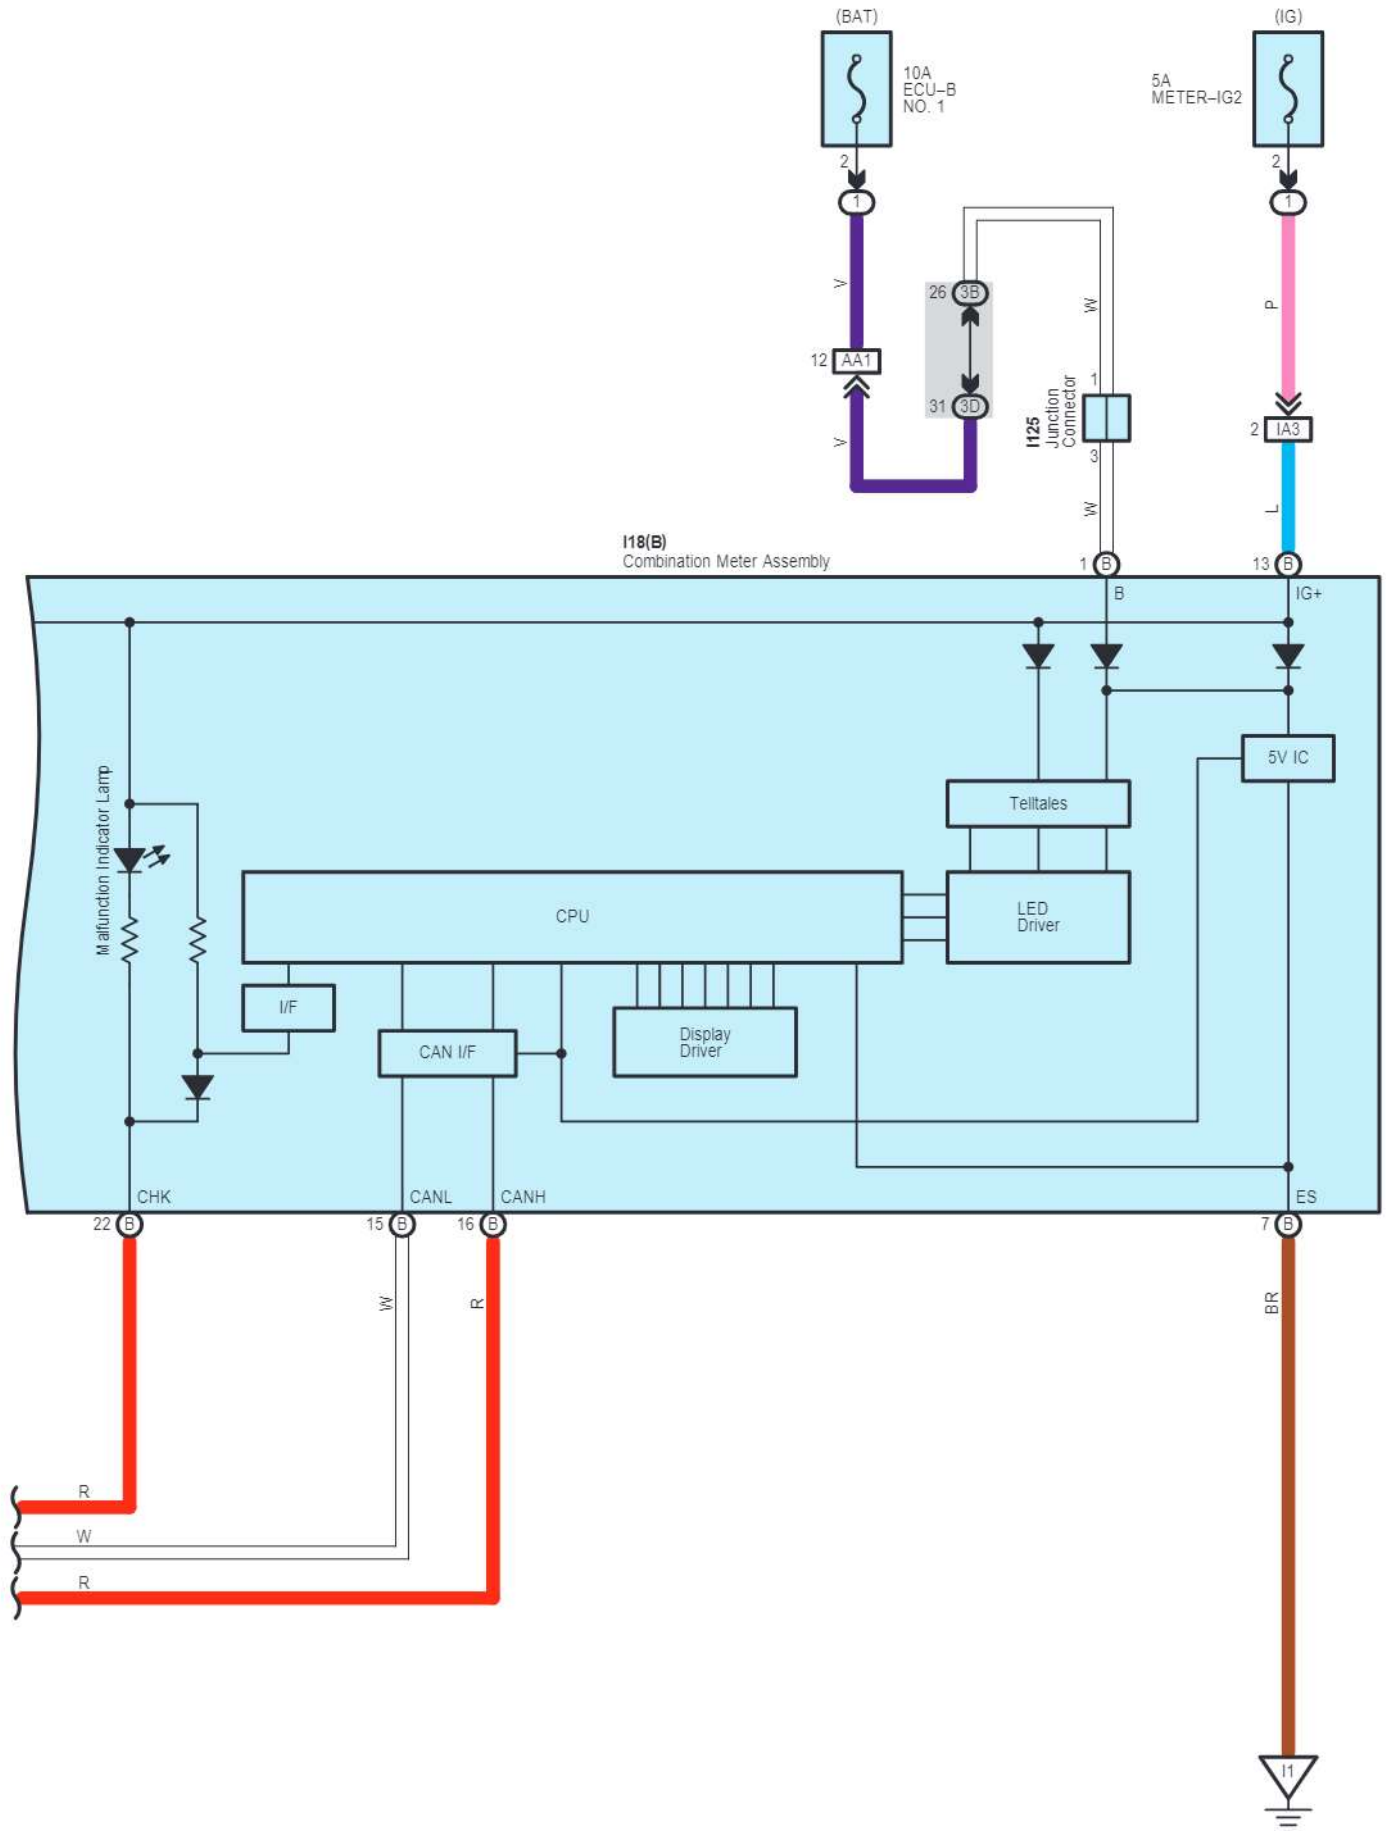 (BAT)
(IG)
10A
ECU–B
NO. 1
5A
METER–IG2
2
2
1
1
V
26
3B
W
P
12
AA1
1
31
3D
I125
Junction
Connector
2
IA3
V
3
W
L
I18(B)
Combination Meter Assembly
1
B
13
B
B
IG+
5V IC
Malfunction Indicator Lamp
Telltales
CPU
LED
Driver
I/F
Display
Driver
CAN I/F
CHK
CANL
CANH
ES
22
B
15
B
16
B
7
B
W
R
BR
R
W
R
I1